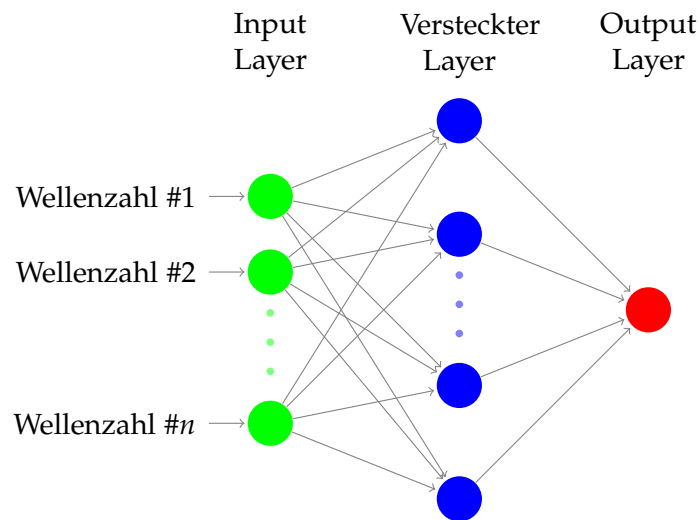 Input
Layer
Versteckter
Layer
Output
Layer
Wellenzahl #1
Wellenzahl #2
Wellenzahl #n